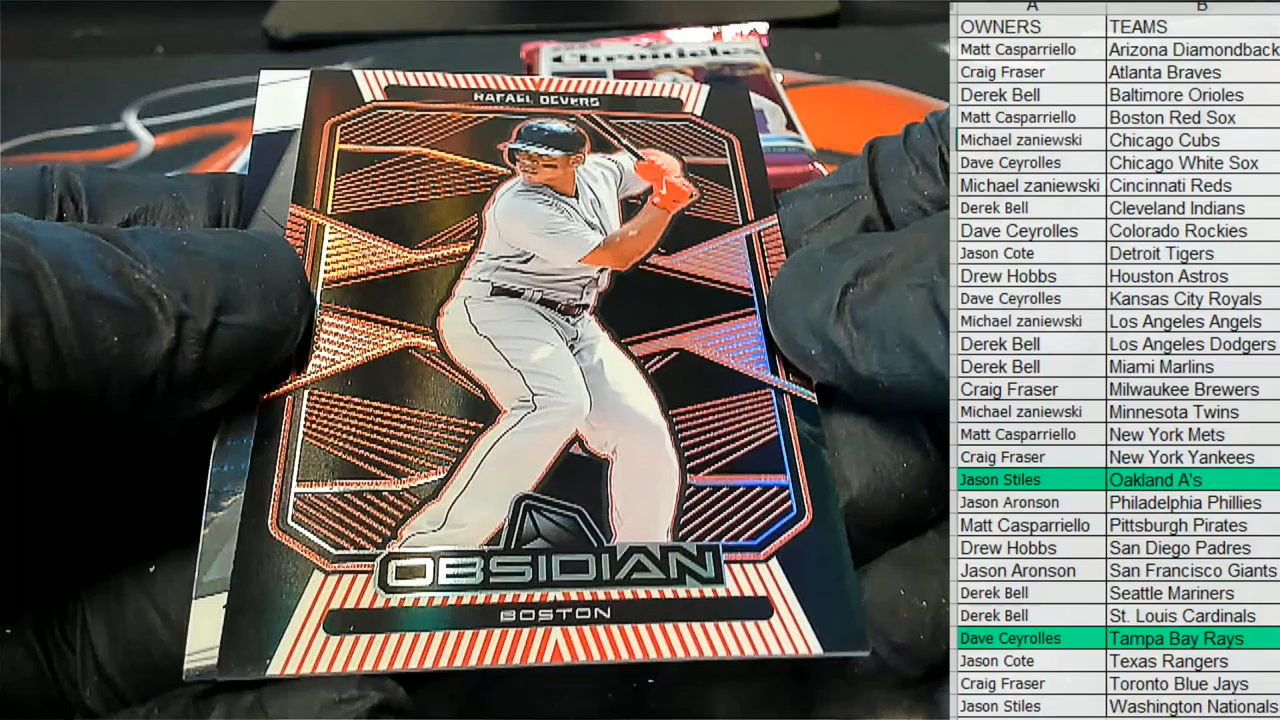 Chronicles
RAFAEL DEVERS
OBSIDIAN
BOSTON
A B
OWNERS TEAMS
Matt Casparriello Arizona Diamondback
Craig Fraser Atlanta Braves
Derek Bell Baltimore Orioles
Matt Casparriello Boston Red Sox
Michael zaniewski Chicago Cubs
Dave Ceyrolles Chicago White Sox
Michael zaniewski Cincinnati Reds
Derek Bell Cleveland Indians
Dave Ceyrolles Colorado Rockies
Jason Cote Detroit Tigers
Drew Hobbs Houston Astros
Dave Ceyrolles Kansas City Royals
Michael zaniewski Los Angeles Angels
Derek Bell Los Angeles Dodgers
Derek Bell Miami Marlins
Craig Fraser Milwaukee Brewers
Michael zaniewski Minnesota Twins
Matt Casparriello New York Mets
Craig Fraser New York Yankees
Jason Stiles Oakland A's
Jason Aronson Philadelphia Phillies
Matt Casparriello Pittsburgh Pirates
Drew Hobbs San Diego Padres
Jason Aronson San Francisco Giants
Derek Bell Seattle Mariners
Derek Bell St. Louis Cardinals
Dave Ceyrolles Tampa Bay Rays
Jason Cote Texas Rangers
Craig Fraser Toronto Blue Jays
Jason Stiles Washington Nationals